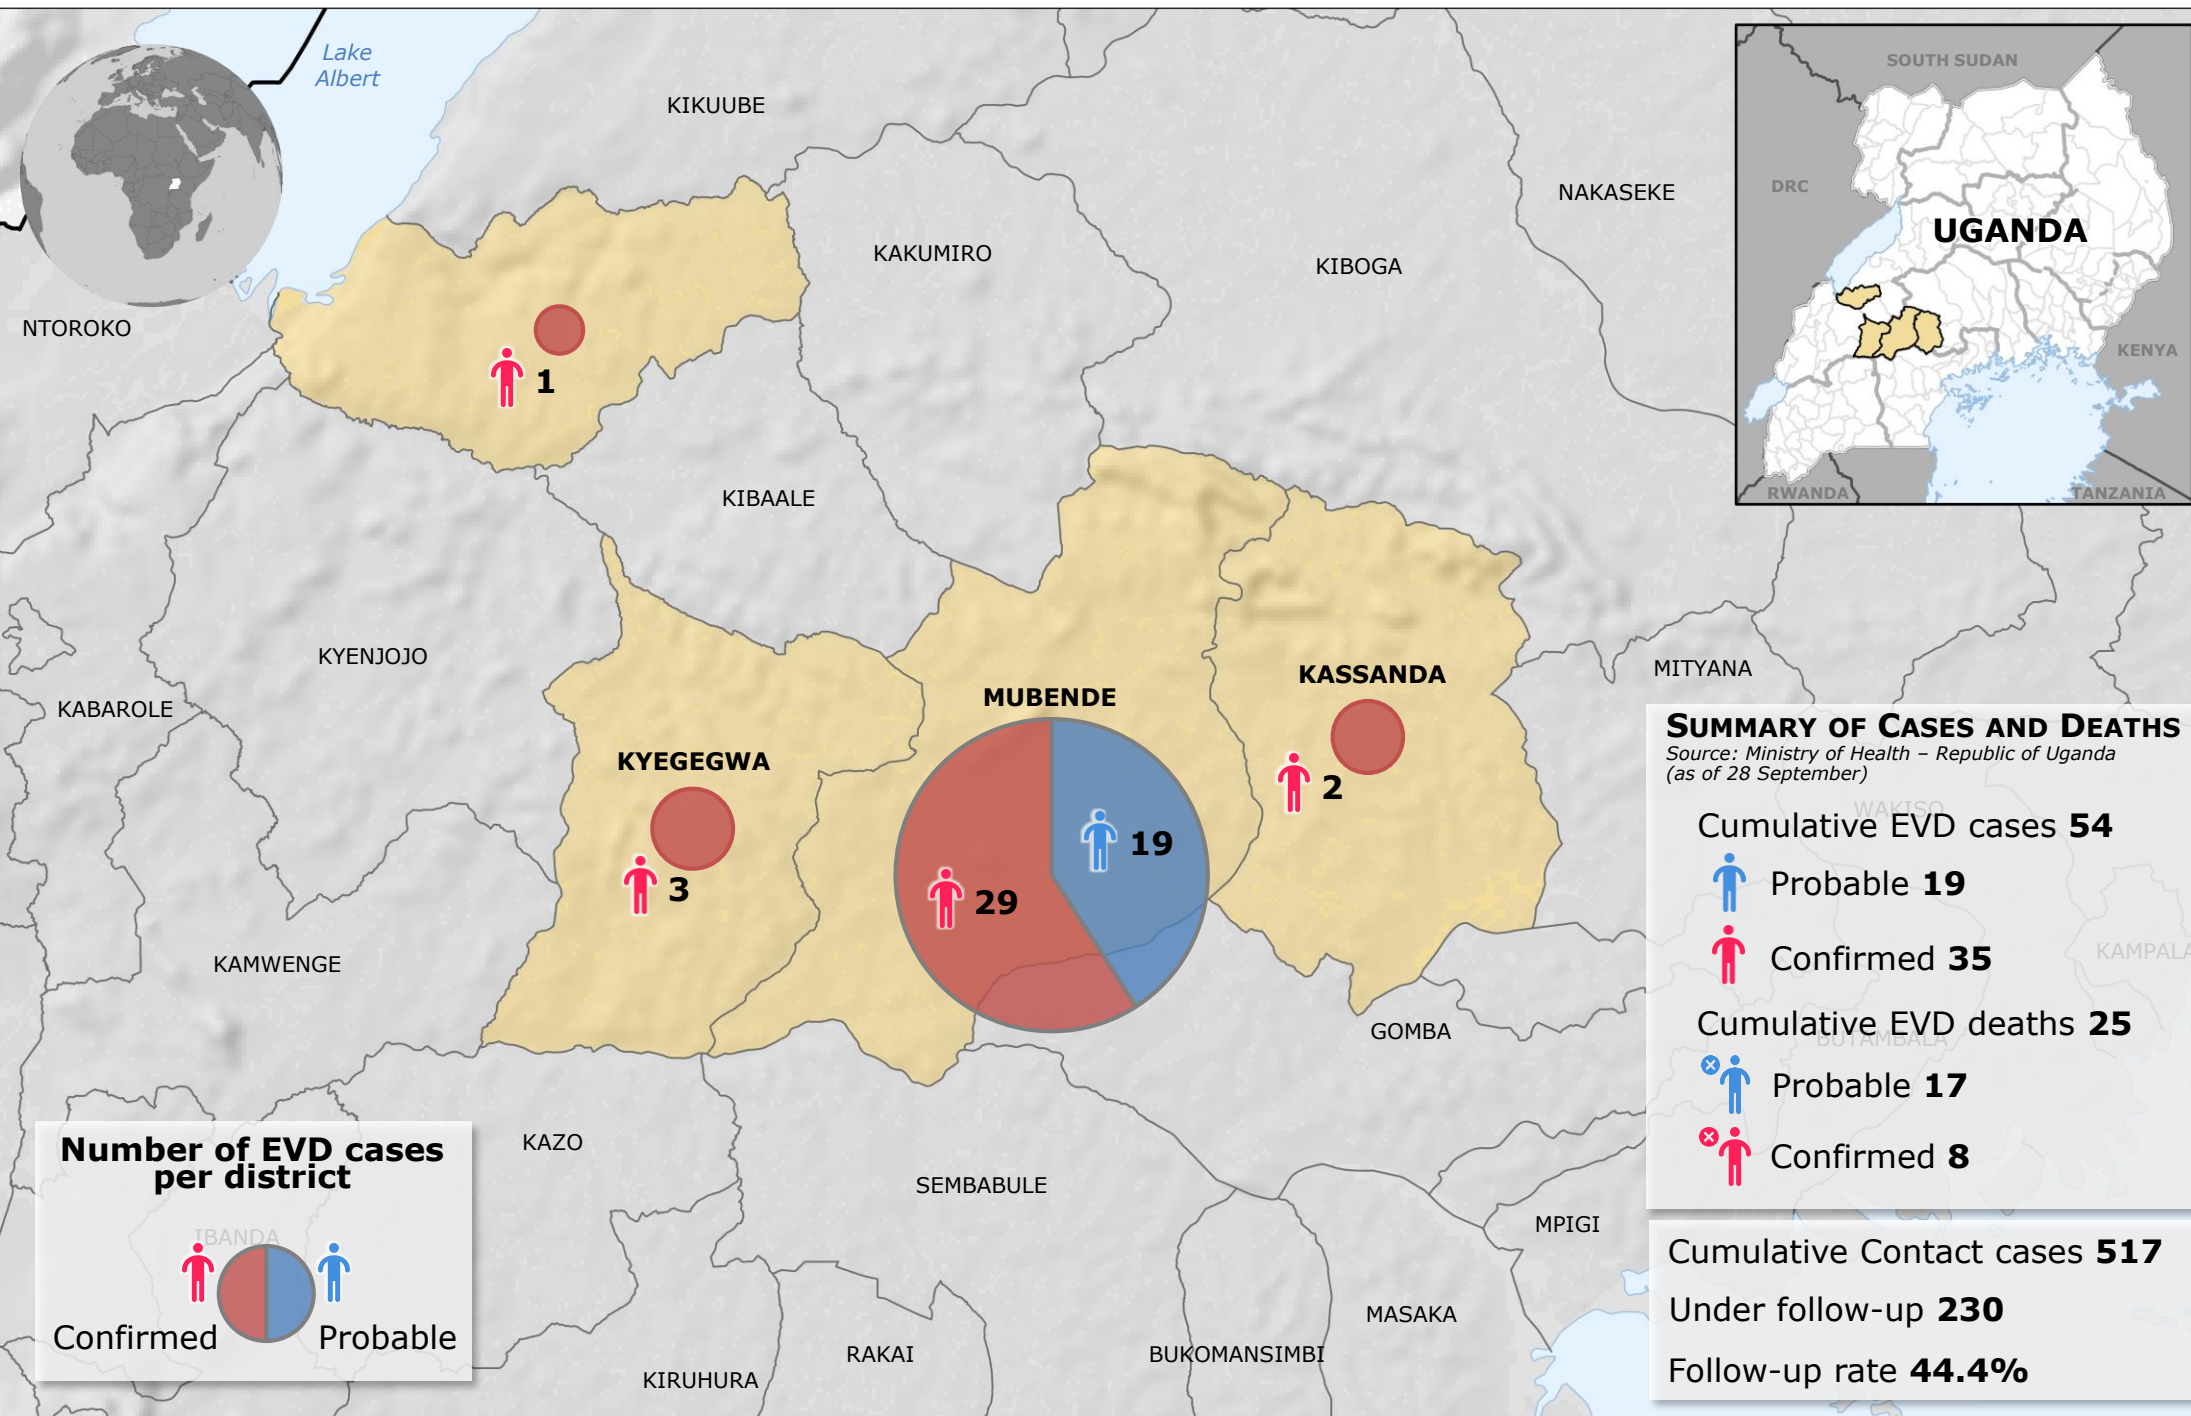 Lake
Albert
KIKUUBE
SOUTH SUDAN
DRC
NAKASEKE
UGANDA
KAKUMIRO
KIBOGA
NTOROKO
KENYA
1
KIBAALE
RWANDA
TANZANIA
KYENJOJO
MITYANA
KASSANDA
MUBENDE
KABAROLE
KYEGEGWA
2
19
3
29
KAMWENGE
GOMBA
SUMMARY OF CASES AND DEATHS
Source: Ministry of Health – Republic of Uganda
(as of 28 September)
WAKISO
Cumulative EVD cases 54
Probable 19
KAMPALA
Confirmed 35
Cumulative EVD deaths 25
BUTAMBALA
Probable 17
Confirmed 8
Cumulative Contact cases 517
Under follow-up 230
Follow-up rate 44.4%
KAZO
SEMBABULE
MPIGI
MASAKA
RAKAI
BUKOMANSIMBI
KIRUHURA
Number of EVD cases
per district
IBANDA
Confirmed
Probable